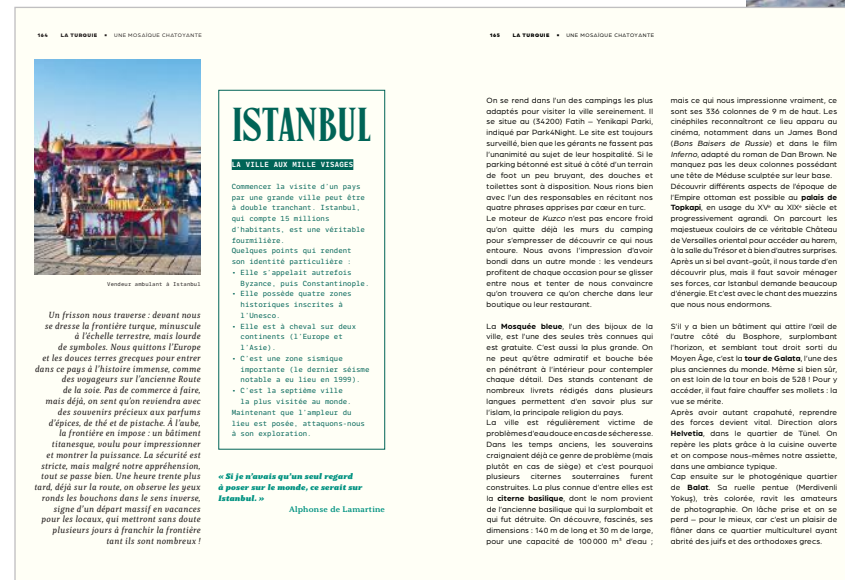 164 LA TURQUIE • UNE MOSAÏQUE CHATOYANTE
Vendeur ambulant à Istanbul
Un frisson nous traverse : devant nous
se dresse la frontière turque, minuscule
à l'échelle terrestre, mais lourde
de symboles. Nous quittons l'Europe
et les douces terres grecques pour entrer
dans ce pays à l'histoire immense, comme
des voyageurs sur l'ancienne Route
de la soie. Pas de commerce à faire,
mais déjà, on sent qu'on reviendra avec
des souvenirs précieux aux parfums
d'épices, de thé et de pistache. À l'aube,
la frontière en impose : un bâtiment
titanesque, voulu pour impressionner
et montrer la puissance. La sécurité est
stricte, mais malgré notre appréhension,
tout se passe bien. Une heure trente plus
tard, déjà sur la route, on observe les yeux
ronds les bouchons dans le sens inverse,
signe d'un départ massif en vacances
pour les locaux, qui mettront sans doute
plusieurs jours à franchir la frontière
tant ils sont nombreux !
ISTANBUL
LA VILLE AUX MILLE VISAGES
Commencez la visite d'un pays
par une grande ville peut être
à double tranchant. Istanbul,
qui compte 15 millions
d'habitants, est une véritable
fourmilière.
Quelques points qui rendent
son identité particulière :
• Elle s'appelait autrefois
Byzance, puis Constantinople.
• Elle possède quatre zones
historiques inscrites à
l'Unesco.
• Elle est à cheval sur deux
continents (l'Europe et
l'Asie).
• C'est une zone sismique
importante (le dernier séisme
notable a eu lieu en 1999).
• C'est la septième ville
la plus visitée au monde.
Maintenant que l'ampleur du
lieu est posée, attaquons-nous
à son exploration.
« Si je n'avais qu'un seul regard
à poser sur le monde, ce serait sur
Istanbul. »
Alphonse de Lamartine
165 LA TURQUIE • UNE MOSAÏQUE CHATOYANTE
On se rend dans l'un des campings les plus
adaptés pour visiter la ville sereinement. Il
se situe au (34200) Fatih – Yenikapi Parki,
indiqué par Park4Night. Le site est toujours
surveillé, bien que les gérants ne fassent pas
l'unanimité au sujet de leur hospitalité. Si le
parking bétonné est situé à côté d'un terrain
de foot un peu bruyant, des douches et
toilettes sont à disposition. Nous rions bien
avec l'un des responsables en récitant nos
quatre phrases apprises par cœur en turc.
Le moteur de Kuzco n'est pas encore froid
qu'on quitte déjà les murs du camping
pour s'empresser de découvrir ce qui nous
entoure. Nous avons l'impression d'avoir
bondi dans un autre monde : les vendeurs
profitent de chaque occasion pour se glisser
entre nous et tenter de nous convaincre
qu'on trouvera ce qu'on cherche dans leur
boutique ou leur restaurant.
La Mosquée bleue, l'un des bijoux de la
ville, est l'une des seules très connues qui
est gratuite. C'est aussi la plus grande. On
ne peut qu'être admiratif et bouche bée
en pénétrant à l'intérieur pour contempler
chaque détail. Des stands contenant de
nombreux livrets rédigés dans plusieurs
langues permettent d'en savoir plus sur
l'islam, la principale religion du pays.
La ville est régulièrement victime de
problèmes d'eau douce en cas de sécheresse.
Dans les temps anciens, les souverains
craignaient déjà ce genre de problème (mais
plutôt en cas de siège) et c'est pourquoi
plusieurs citernes souterraines furent
construites. La plus connue d'entre elles est
la citerne basilique, dont le nom provient
de l'ancienne basilique qui la surplombait et
qui fut détruite. On découvre, fascinés, ses
dimensions : 140 m de long et 30 m de large,
pour une capacité de 100 000 m³ d'eau ;
mais ce qui nous impressionne vraiment, ce
sont ses 336 colonnes de 9 m de haut. Les
cinéphiles reconnaîtront ce lieu apparu au
cinéma, notamment dans un James Bond
(Bons Baisers de Russie) et dans le film
Inferno, adapté du roman de Dan Brown. Ne
manquez pas les deux colonnes possédant
une tête de Méduse sculptée sur leur base.
Découvrir différents aspects de l'époque de
l'Empire ottoman est possible au palais de
Topkapi, en usage du XVᵉ au XIXᵉ siècle et
progressivement agrandi. On parcourt les
majestueux couloirs de ce véritable Château
de Versailles oriental pour accéder au harem,
à la salle du Trésor et à bien d'autres surprises.
Après un si bel avant-goût, il nous tarde d'en
découvrir plus, mais il faut savoir ménager
ses forces, car Istanbul demande beaucoup
d'énergie. Et c'est avec le chant des muezzins
que nous nous endormons.
S'il y a bien un bâtiment qui attire l'œil de
l'autre côté du Bosphore, surplombant
l'horizon, et semblant tout droit sorti du
Moyen Âge, c'est la tour de Galata, l'une des
plus anciennes du monde. Même si bien sûr,
on est loin de la tour en bois de 528 ! Pour y
accéder, il faut faire chauffer ses mollets : la
vue se mérite.
Après avoir autant crapahuté, reprendre
des forces devient vital. Direction alors
Helvetia, dans le quartier de Tünel. On
repère les plats grâce à la cuisine ouverte
et on compose nous-mêmes notre assiette,
dans une ambiance typique.
Cap ensuite sur le photogénique quartier
de Balat. Sa ruelle pentue (Merdivenli
Yokuş), très colorée, ravit les amateurs
de photographie. On lâche prise et on se
perd – pour le mieux, car c'est un plaisir de
flâner dans ce quartier multiculturel ayant
abrité des juifs et des orthodoxes grecs.